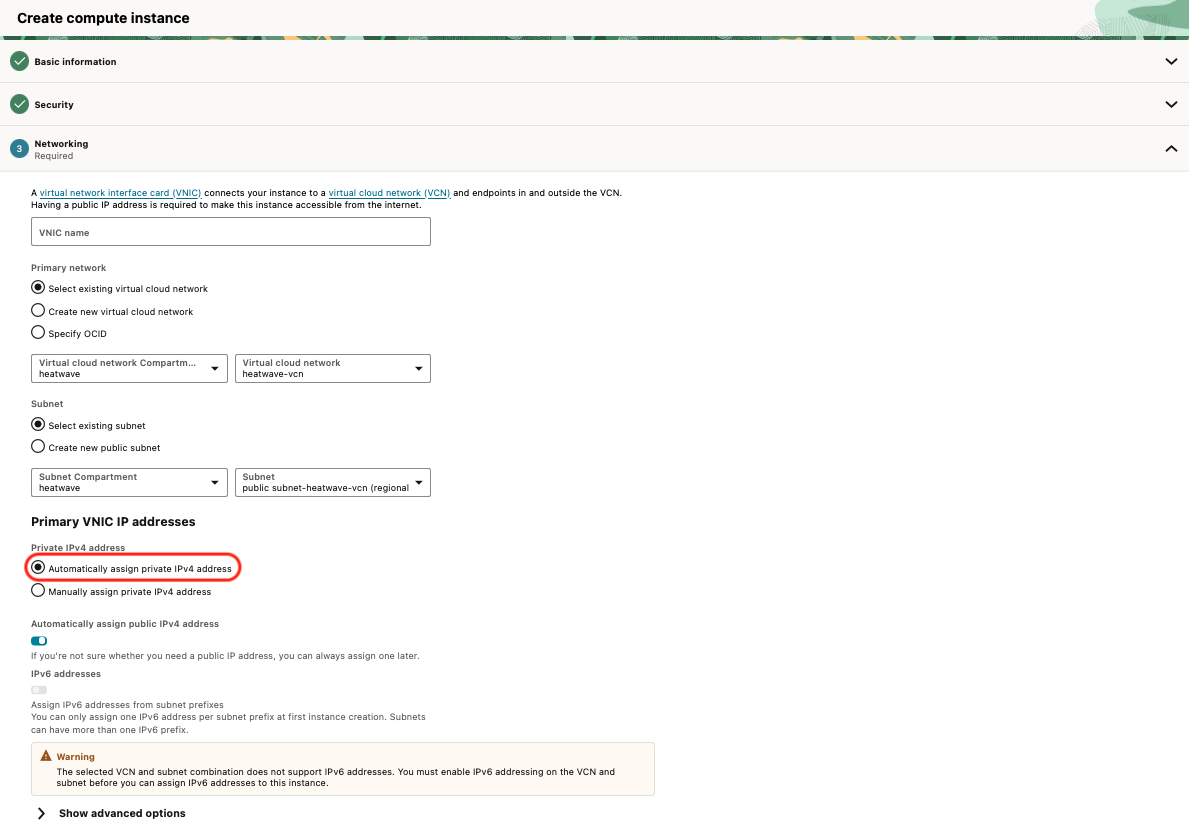 Create compute instance
Basic information
Security
3
Networking
Required
A virtual network interface card (VNIC) connects your instance to a virtual cloud network (VCN) and endpoints in and outside the VCN.
Having a public IP address is required to make this instance accessible from the internet.
VNIC name
Primary network
Select existing virtual cloud network
Create new virtual cloud network
Specify OCID
Virtual cloud network Compartm...
heatwave
Virtual cloud network
heatwave-vcn
Subnet
Select existing subnet
Create new public subnet
Subnet Compartment
heatwave
Subnet
public subnet-heatwave-vcn (regional
Primary VNIC IP addresses
Private IPv4 address
Automatically assign private IPv4 address
Manually assign private IPv4 address
Automatically assign public IPv4 address
If you're not sure whether you need a public IP address, you can always assign one later.
IPv6 addresses
Assign IPv6 addresses from subnet prefixes
You can only assign one IPv6 address per subnet prefix at first instance creation. Subnets
can have more than one IPv6 prefix.
Warning
The selected VCN and subnet combination does not support IPv6 addresses. You must enable IPv6 addressing on the VCN and
subnet before you can assign IPv6 addresses to this instance.
Show advanced options